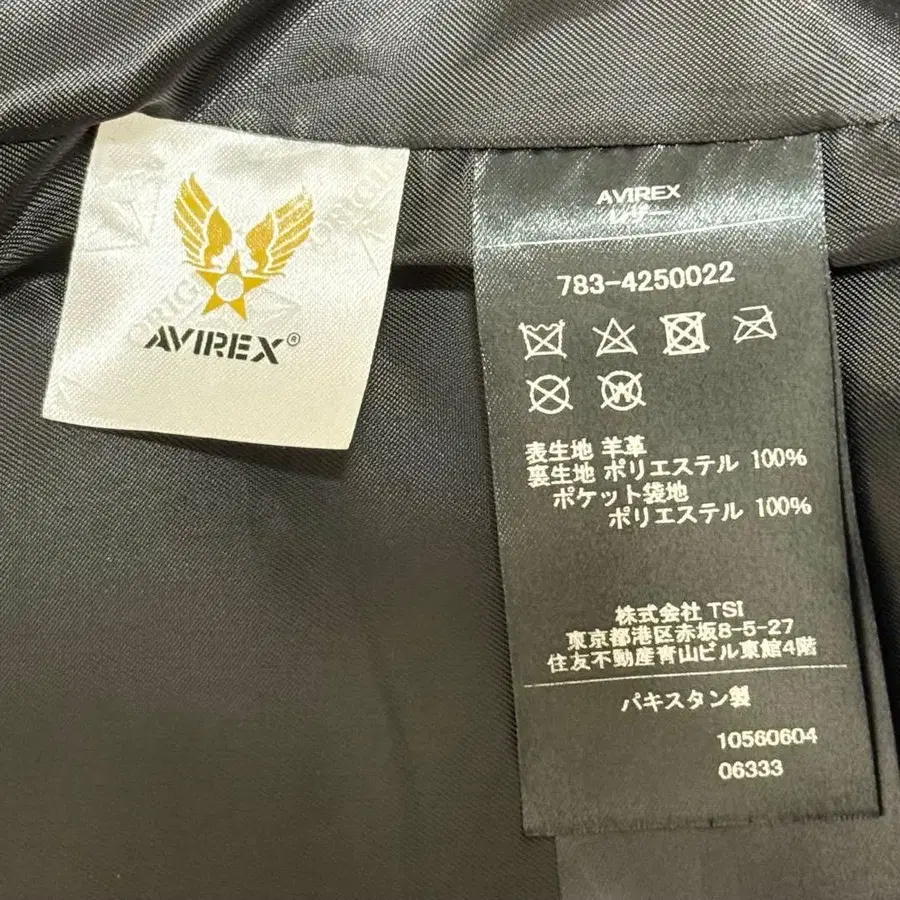 AVIREX®
ORIGI
ORIGI
AVIREX
レザー
783-4250022
W
表生地 羊革
裏生地 ポリエステル 100%
ポケット袋地
ポリエステル 100%
株式会社 TSI
東京都港区赤坂8-5-27
住友不動産青山ビル東館4階
パキスタン製
10560604
06333